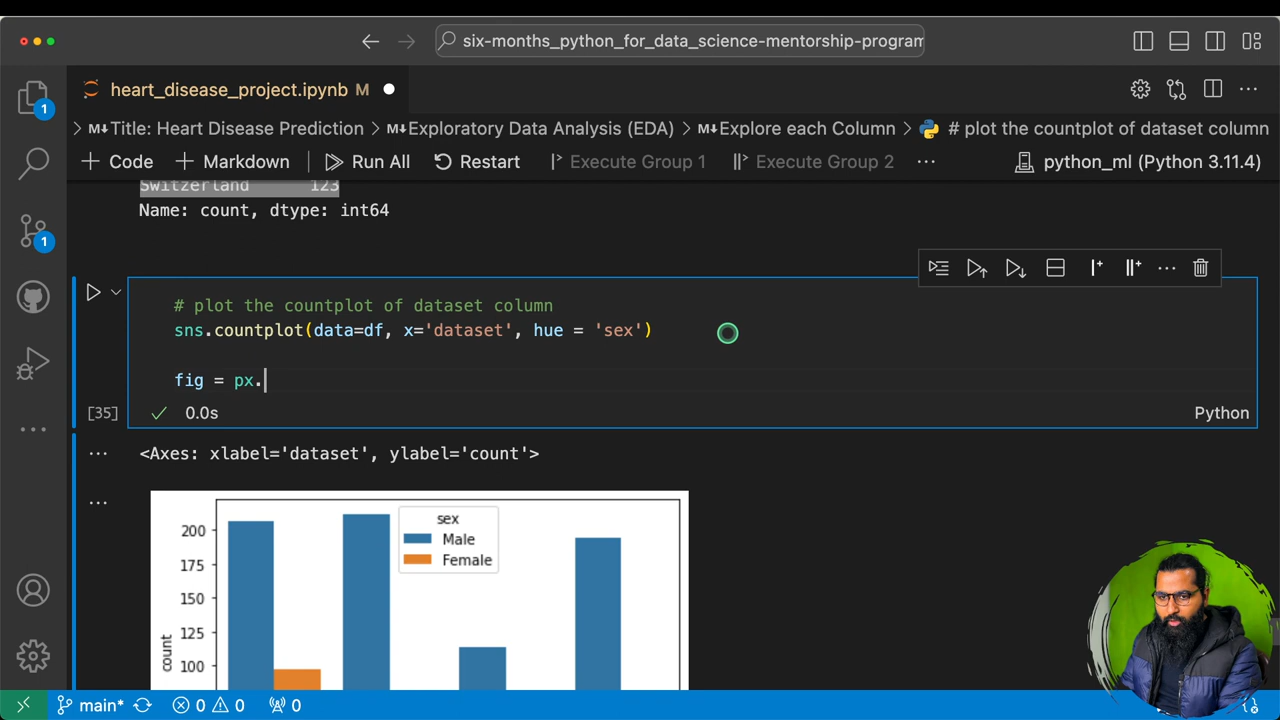 six-months_python_for_data_science-mentorship-program
heart_disease_project.ipynb M
1
Title: Heart Disease Prediction > M↓Exploratory Data Analysis (EDA) > M↓Explore each Column > # plot the countplot of dataset column
+ Code + Markdown Run All Restart Execute Group 1 Execute Group 2 ... python_ml (Python 3.11.4)
Switzerland 123
Name: count, dtype: int64
1
# plot the countplot of dataset column
sns.countplot(data=df, x='dataset', hue = 'sex')
fig = px.
[35] 0.0s Python
... <Axes: xlabel='dataset', ylabel='count'>
...
sex
Male
Female
200
175
150
125
100
count
main* 0 0 0